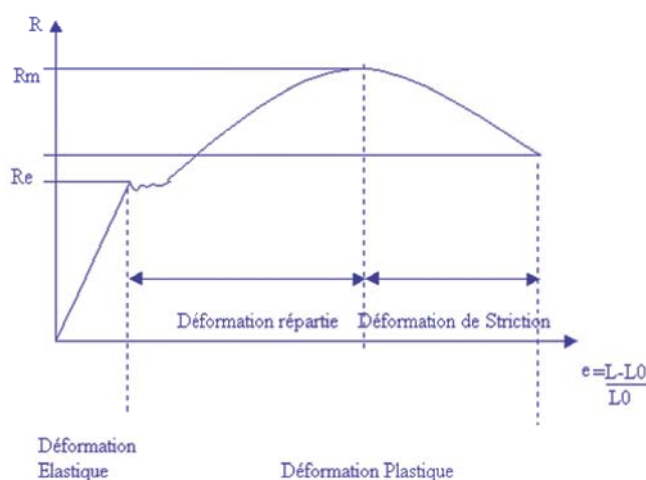 R
Rm
Re
Déformation répartie
Déformation de Striction
e=L-L0
L0
Déformation
Elastique
Déformation Plastique